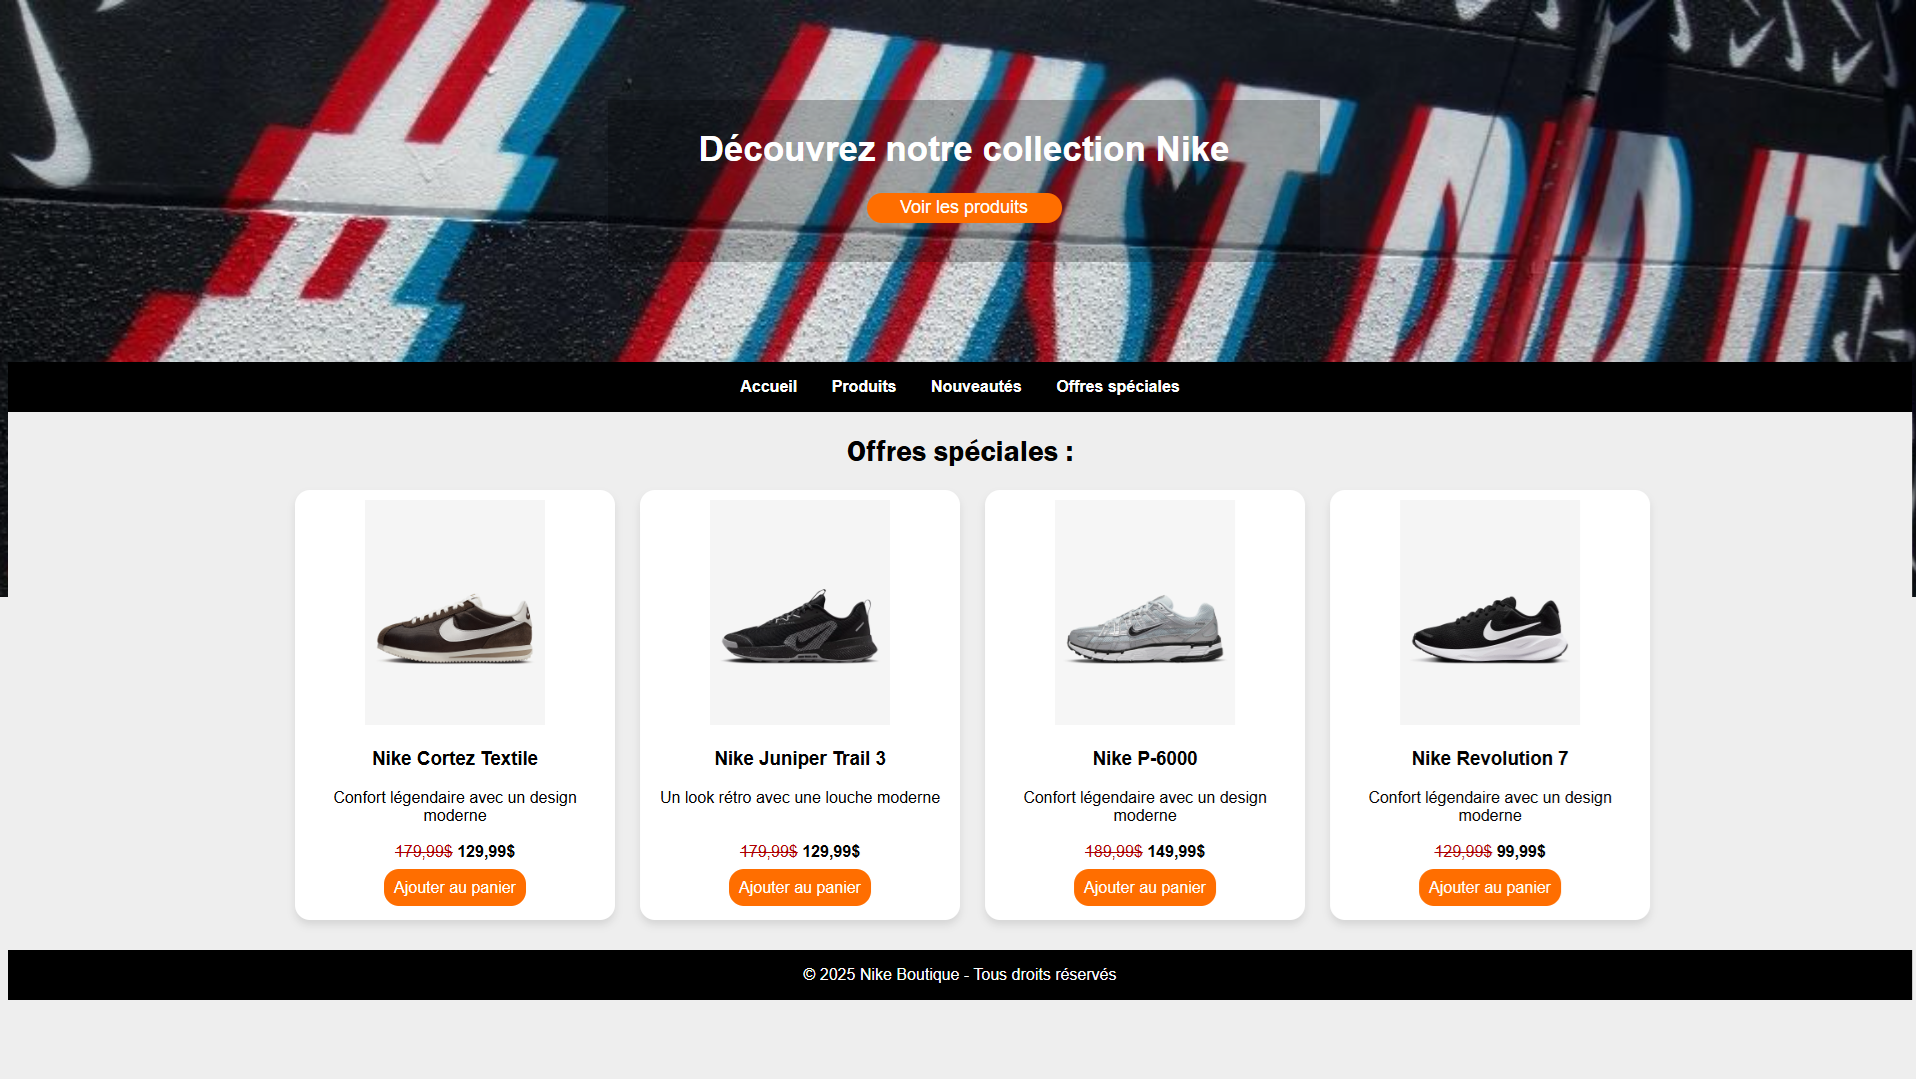 # JUST DID IT
Découvrez notre collection Nike
Voir les produits
Accueil Produits Nouveautés Offres spéciales
Offres spéciales :
Nike Cortez Textile
Confort légendaire avec un design
moderne
179,99$ 129,99$
Ajouter au panier
Nike Juniper Trail 3
Un look rétro avec une louche moderne
179,99$ 129,99$
Ajouter au panier
Nike P-6000
Confort légendaire avec un design
moderne
189,99$ 149,99$
Ajouter au panier
Nike Revolution 7
Confort légendaire avec un design
moderne
129,99$ 99,99$
Ajouter au panier
© 2025 Nike Boutique - Tous droits réservés